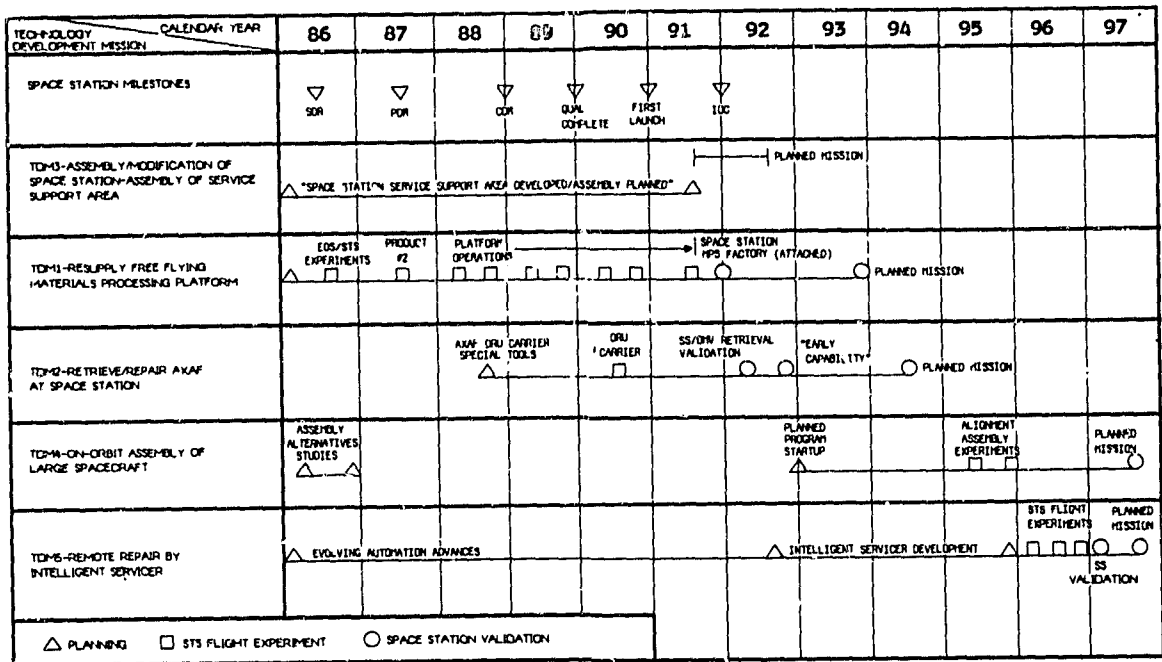 CALENDAR YEAR
TECHNOLOGY
DEVELOPMENT MISSION
86 87 88 89 90 91 92 93 94 95 96 97
SPACE STATION MILESTONES
SDR PDR CDR QUAL COMPLETE FIRST LAUNCH IOC
TDM3-ASSEMBLY/MODIFICATION OF
SPACE STATION-ASSEMBLY OF SERVICE
SUPPORT AREA
PLANNED MISSION
"SPACE STATION SERVICE SUPPORT AREA DEVELOPED/ASSEMBLY PLANNED"
TDM1-RESUPPLY FREE FLYING
MATERIALS PROCESSING PLATFORM
EOS/STS
EXPERIMENTS
PRODUCT
#2
PLATFORM
OPERATIONS
SPACE STATION
MPS FACTORY (ATTACHED)
PLANNED MISSION
TDM2-RETRIEVE/REPAIR AXAF
AT SPACE STATION
AXAF ORU CARRIER
SPECIAL TOOLS
ORU
CARRIER
SS/OMV RETRIEVAL
VALIDATION
"EARLY
CAPABILITY"
PLANNED MISSION
TDM4-ON-ORBIT ASSEMBLY OF
LARGE SPACECRAFT
ASSEMBLY
ALTERNATIVES
STUDIES
PLANNED
PROGRAM
STARTUP
ALIGNMENT
ASSEMBLY
EXPERIMENTS
PLANNED
MISSION
TDM5-REMOTE REPAIR BY
INTELLIGENT SERVICER
EVOLVING AUTOMATION ADVANCES
INTELLIGENT SERVICER DEVELOPMENT
STS FLIGHT
EXPERIMENTS
PLANNED
MISSION
SS
VALIDATION
PLANNING STS FLIGHT EXPERIMENT SPACE STATION VALIDATION